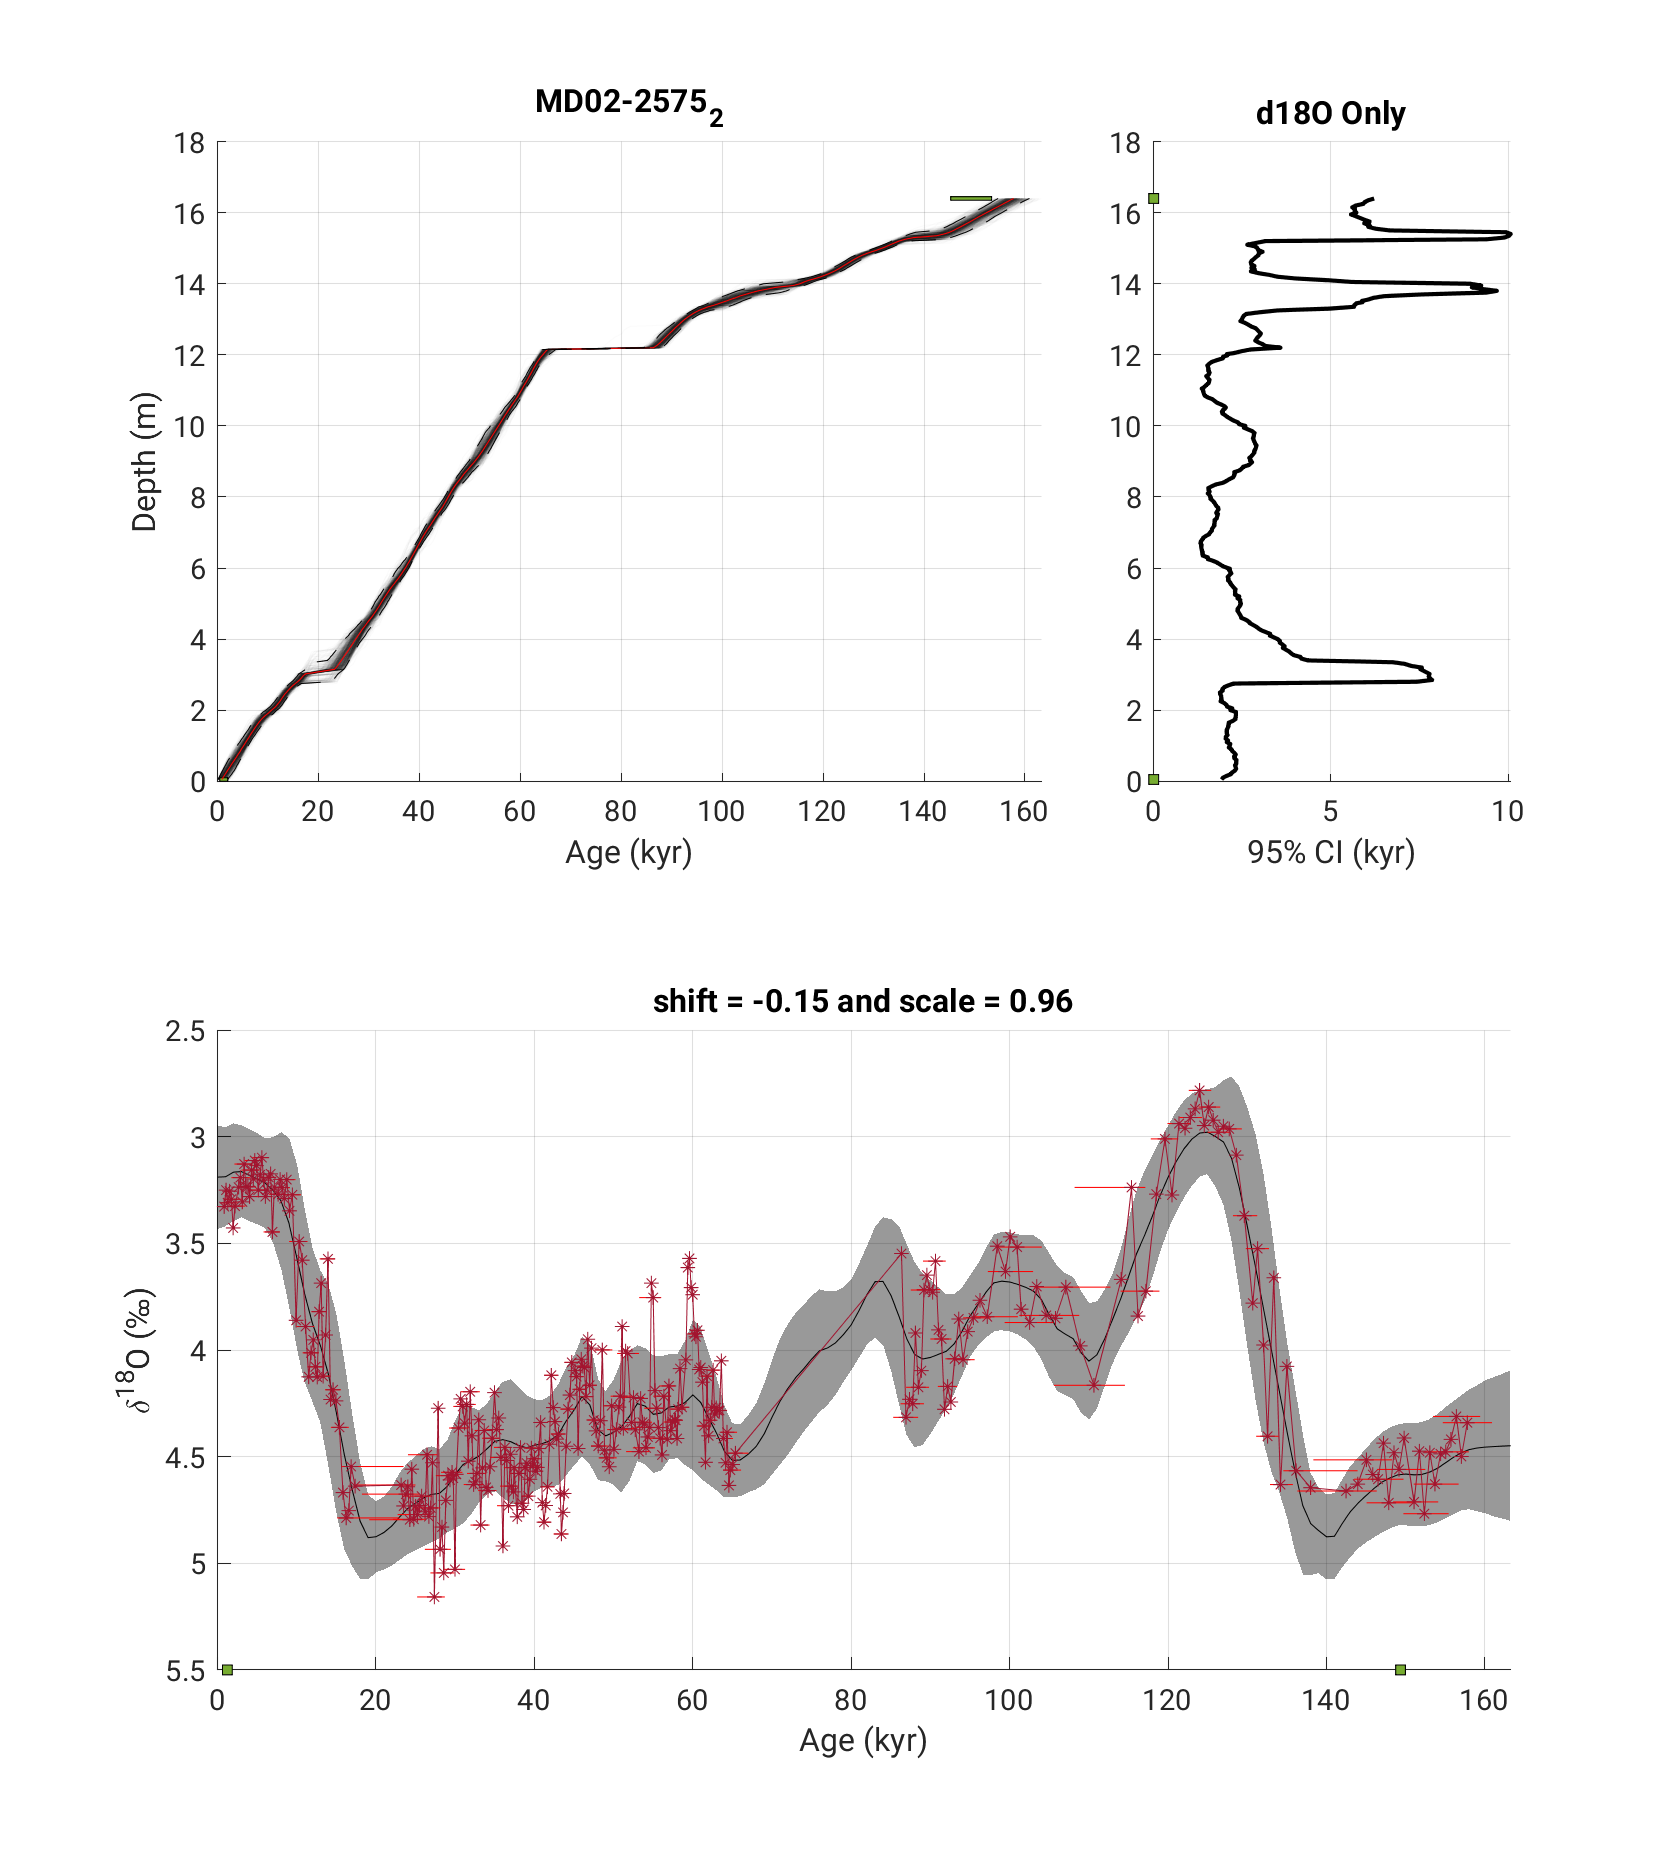 MD02-2575₂
18
16
14
12
10
8
6
4
2
0
Depth (m)
0 20 40 60 80 100 120 140 160
Age (kyr)
d18O Only
18
16
14
12
10
8
6
4
2
0
0 5 10
95% CI (kyr)
shift = -0.15 and scale = 0.96
2.5
3
3.5
4
4.5
5
5.5
δ¹⁸O (‰)
0 20 40 60 80 100 120 140 160
Age (kyr)